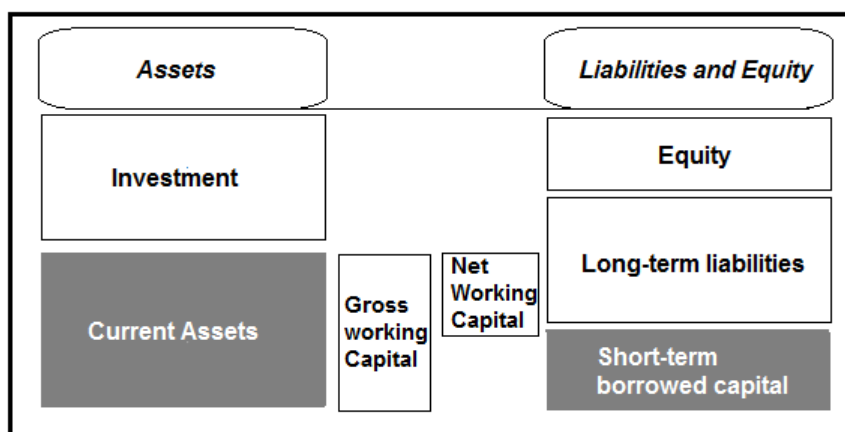 Assets
Liabilities and Equity
Investment
Equity
Long-term liabilities
Current Assets
Gross
working
Capital
Net
Working
Capital
Short-term
borrowed capital